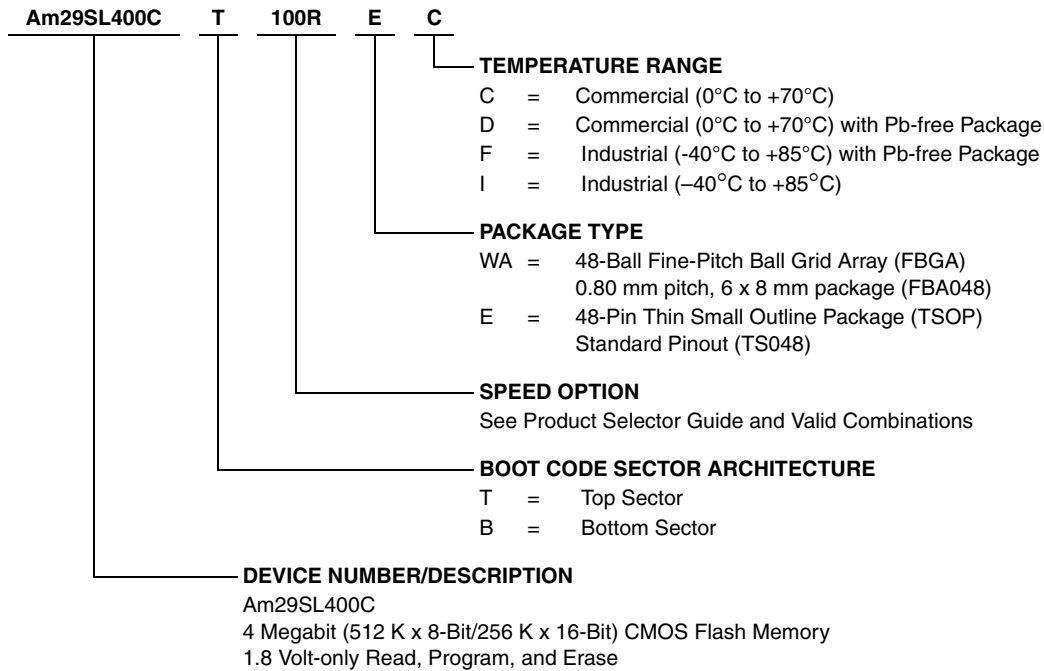 Am29SL400C T 100R E C
TEMPERATURE RANGE
C = Commercial (0°C to +70°C)
D = Commercial (0°C to +70°C) with Pb-free Package
F = Industrial (-40°C to +85°C) with Pb-free Package
I = Industrial (–40°C to +85°C)
PACKAGE TYPE
WA = 48-Ball Fine-Pitch Ball Grid Array (FBGA)
0.80 mm pitch, 6 x 8 mm package (FBA048)
E = 48-Pin Thin Small Outline Package (TSOP)
Standard Pinout (TS048)
SPEED OPTION
See Product Selector Guide and Valid Combinations
BOOT CODE SECTOR ARCHITECTURE
T = Top Sector
B = Bottom Sector
DEVICE NUMBER/DESCRIPTION
Am29SL400C
4 Megabit (512 K x 8-Bit/256 K x 16-Bit) CMOS Flash Memory
1.8 Volt-only Read, Program, and Erase